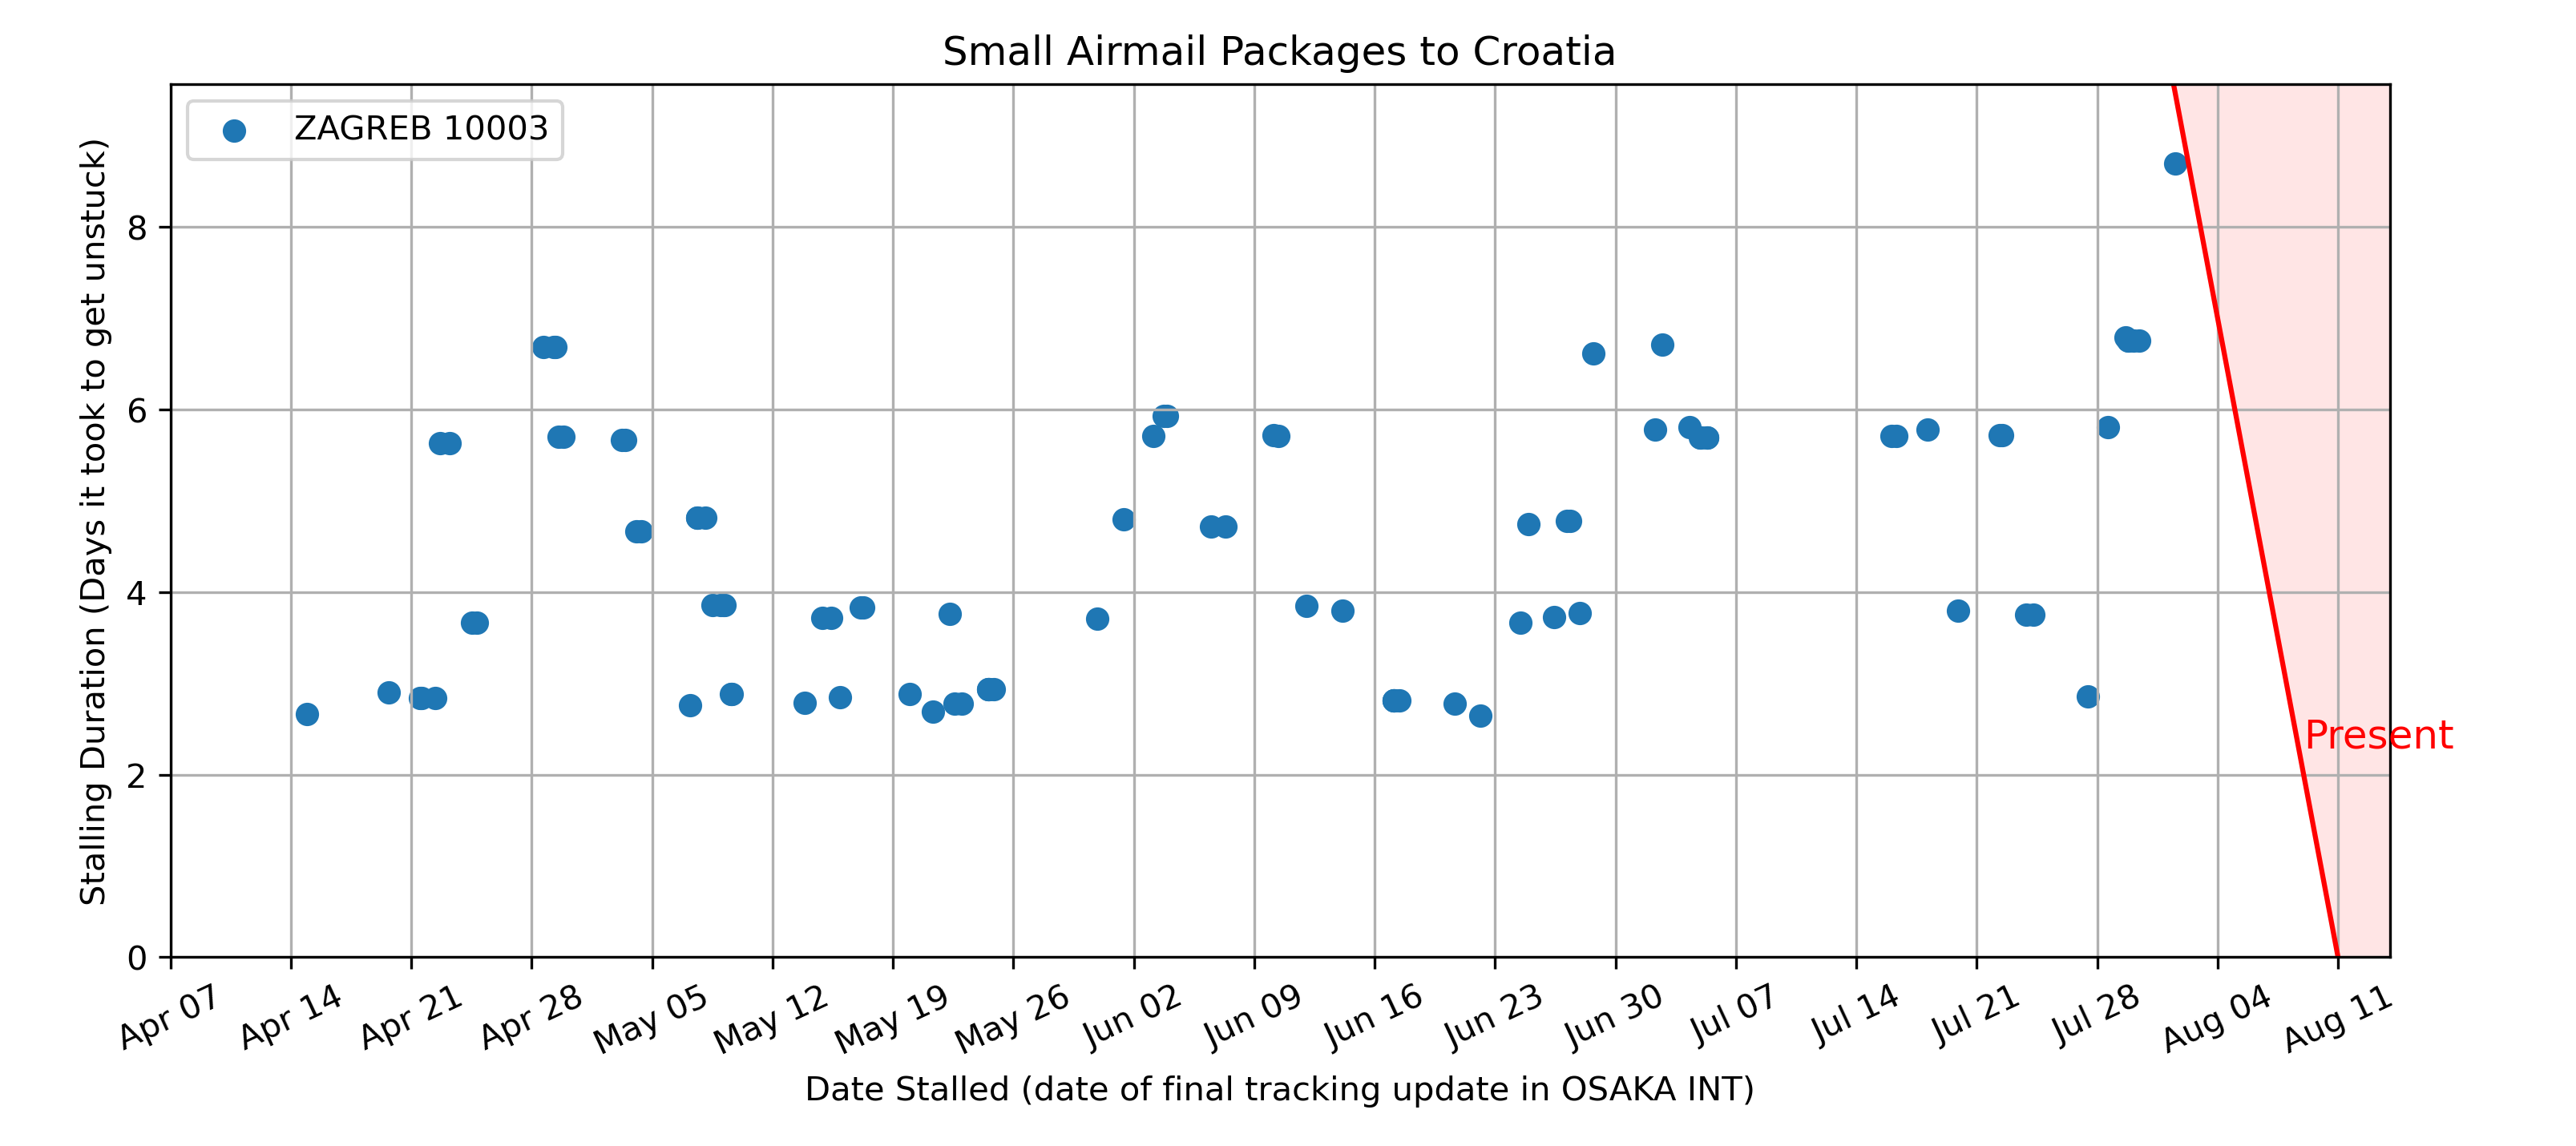 Small Airmail Packages to Croatia
ZAGREB 10003
Stalling Duration (Days it took to get unstuck)
8
6
4
2
0
Present
Apr 07
Apr 14
Apr 21
Apr 28
May 05
May 12
May 19
May 26
Jun 02
Jun 09
Jun 16
Jun 23
Jun 30
Jul 07
Jul 14
Jul 21
Jul 28
Aug 04
Aug 11
Date Stalled (date of final tracking update in OSAKA INT)